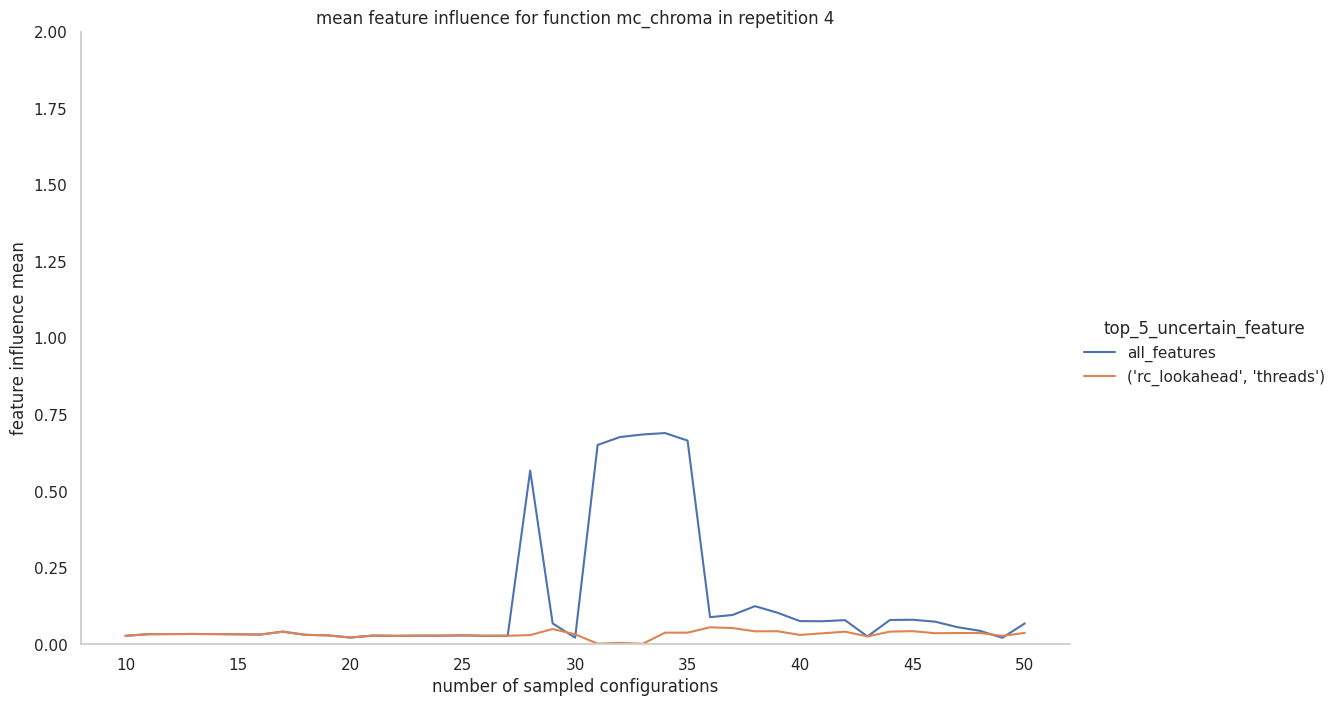 mean feature influence for function mc_chroma in repetition 4
2.00
1.75
1.50
1.25
1.00
0.75
0.50
0.25
0.00
feature influence mean
10 15 20 25 30 35 40 45 50
number of sampled configurations
top_5_uncertain_feature
all_features
('rc_lookahead', 'threads')